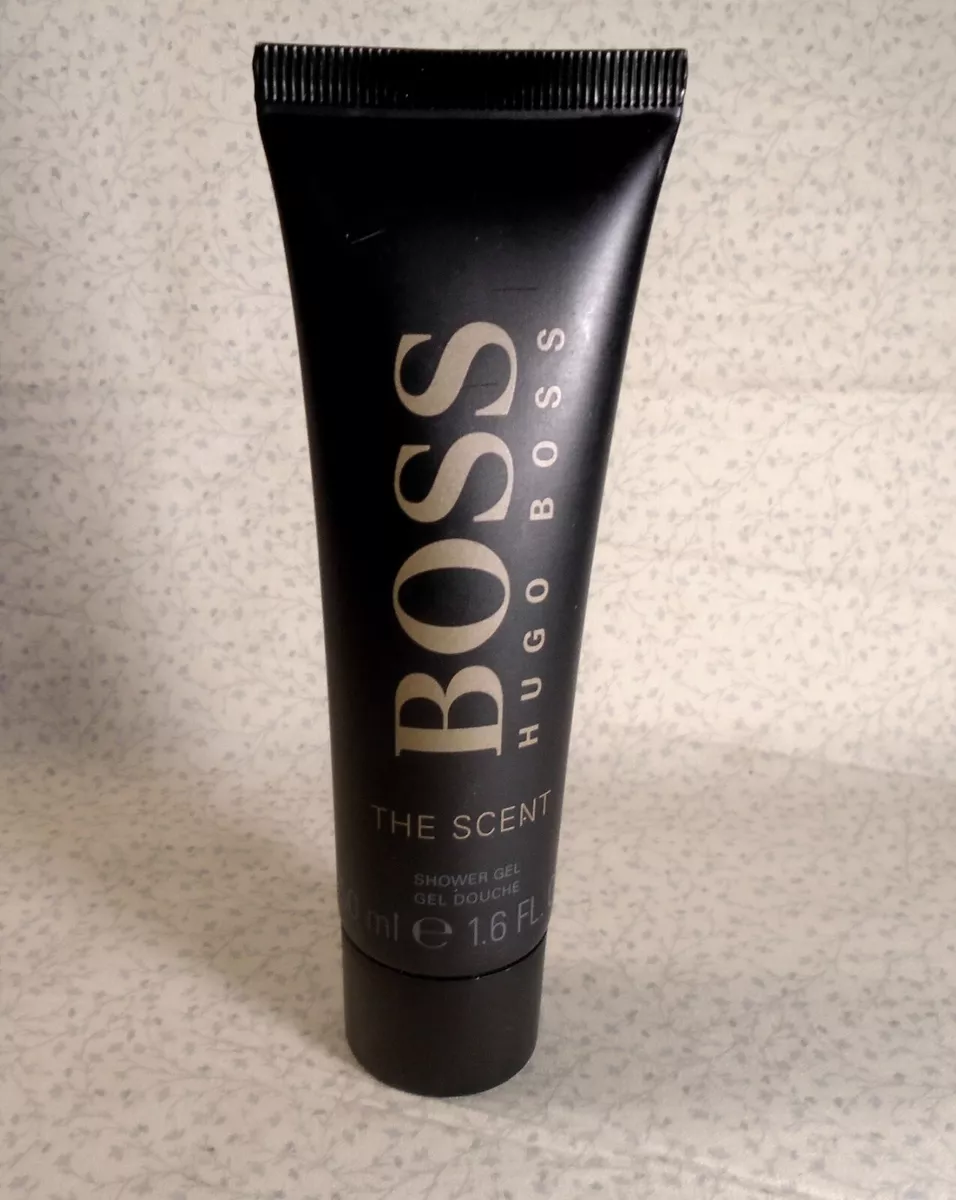 BOSS
HUGO BOSS
THE SCENT
SHOWER GEL
GEL DOUCHE
ml e 1.6 FL.